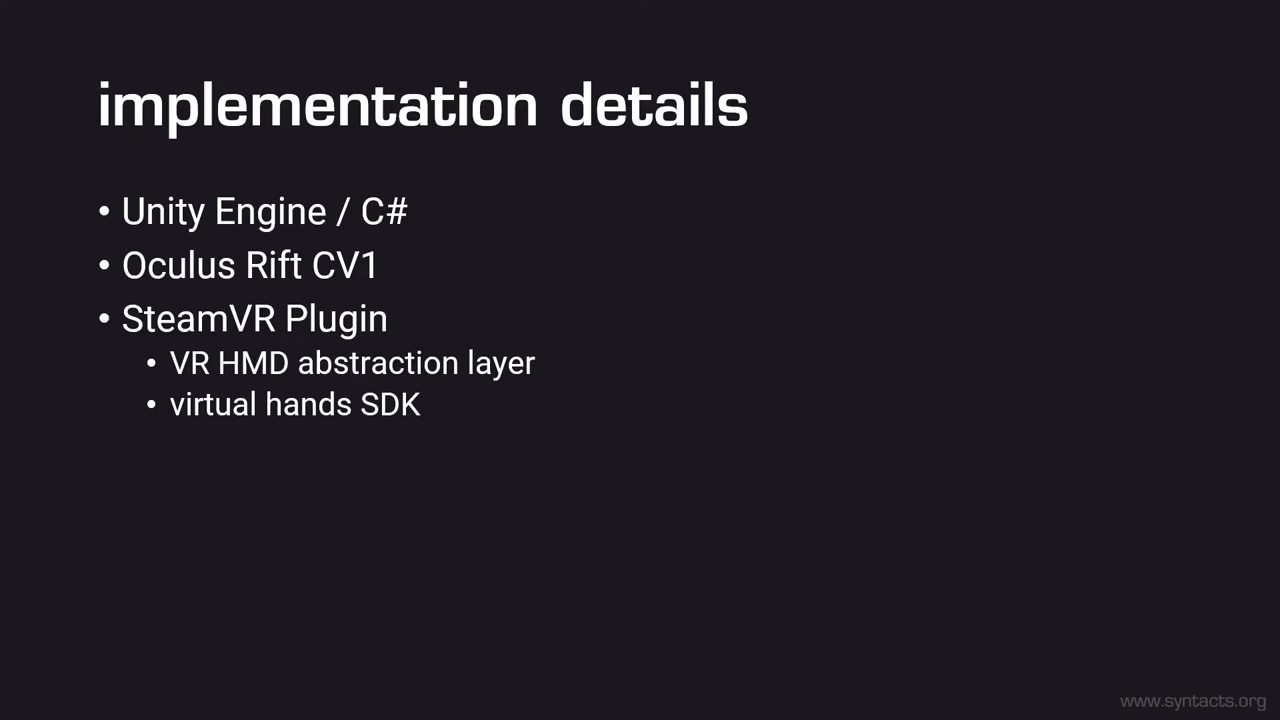 implementation details
• Unity Engine / C#
• Oculus Rift CV1
• SteamVR Plugin
• VR HMD abstraction layer
• virtual hands SDK
www.syntacts.org